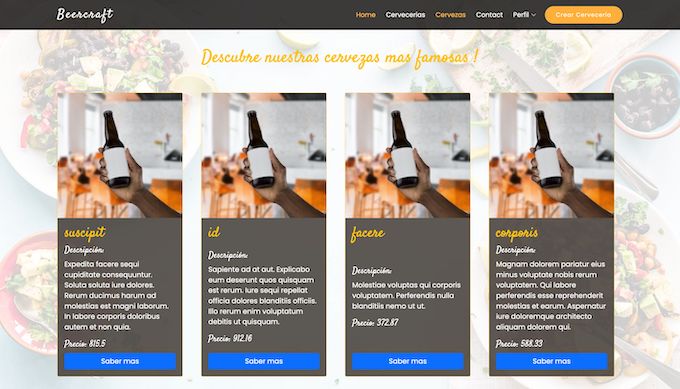 Beercraft
Home Cervecerias Cervezas Contact Perfil Crear Cerveceria
Descubre nuestras cervezas mas famosas !
suscipit
Descripción:
Expedita facere sequi
cupiditate consequuntur.
Soluta soluta iure dolores.
Rerum ducimus harum ad
molestias est magni laborum.
In labore corporis doloribus
autem et non quia.
Precio: 815.5
Saber mas
id
Descripción:
Sapiente ad at aut. Explicabo
eum deserunt quos quisquam
est rerum. Iure sequi repellat
officia dolores blanditiis officiis.
Illo rerum enim voluptatum
debitis ut quisquam.
Precio: 912.16
Saber mas
facere
Descripción:
Molestiae voluptas qui corporis
voluptatem. Perferendis nulla
blanditiis nemo ut ut.
Precio: 372.87
Saber mas
corporis
Descripción:
Magnam dolorem pariatur eius
minus voluptate nobis rerum
voluptatem. Qui labore
perferendis esse reprehenderit
molestias et earum. Aspernatur
iure doloremque architecto
aliquam dolorem qui.
Precio: 588.33
Saber mas